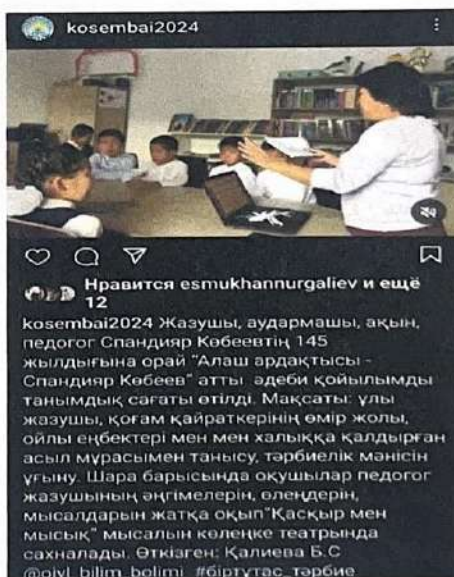 kosembai2024
Нравится esmukhannurgaliev и ещё
12
kosembai2024 Жазушы, аудармашы, ақын,
педогог Спандияр Көбеевтің 145
жылдығына орай "Алаш ардақтысы -
Спандияр Көбеев" атты әдеби қойылымды
танымдық сағаты өтілді. Мақсаты: ұлы
жазушы, қоғам қайраткерінің өмір жолы,
ойлы еңбектері мен мен халыққа қалдырған
асыл мұрасымен танысу, тәрбиелік мәнісін
ұғыну. Шара барысында оқушылар педогог
жазушының әңгімелерін, өлеңдерін,
мысалдарын жатқа оқып"Қасқыр мен
мысық" мысалын көлеңке театрында
сахналады. Өткізген: Қалиева Б.С
@oiyl_bilim_bolimi #біртұтас_тәрбие